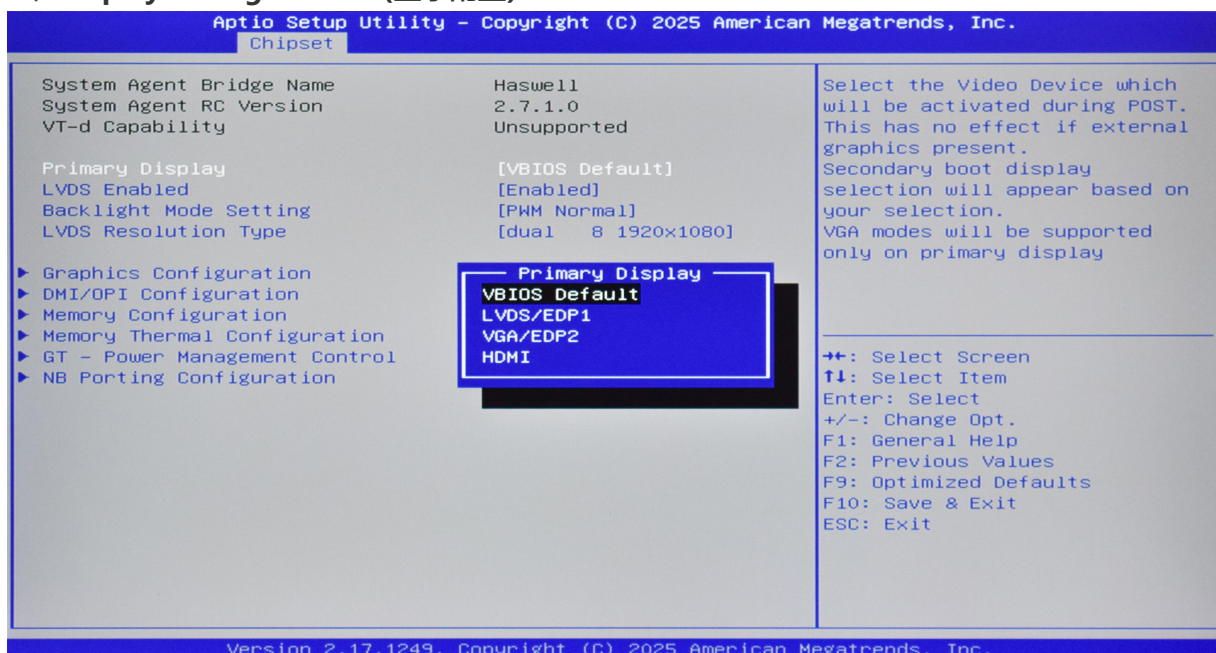 Aptio Setup Utility – Copyright (C) 2025 American Megatrends, Inc.
Chipset
System Agent Bridge Name Haswell
System Agent RC Version 2.7.1.0
VT-d Capability Unsupported
Primary Display [VBIOS Default]
LVDS Enabled [Enabled]
Backlight Mode Setting [PWM Normal]
LVDS Resolution Type [dual 8 1920x1080]
▶ Graphics Configuration
▶ DMI/OPI Configuration
▶ Memory Configuration
▶ Memory Thermal Configuration
▶ GT – Power Management Control
▶ NB Porting Configuration
Primary Display
VBIOS Default
LVDS/EDP1
VGA/EDP2
HDMI
Select the Video Device which
will be activated during POST.
This has no effect if external
graphics present.
Secondary boot display
selection will appear based on
your selection.
VGA modes will be supported
only on primary display
→←: Select Screen
↑↓: Select Item
Enter: Select
+/-: Change Opt.
F1: General Help
F2: Previous Values
F9: Optimized Defaults
F10: Save & Exit
ESC: Exit
Version 2.17.1249. Copyright (C) 2025 American Megatrends, Inc.